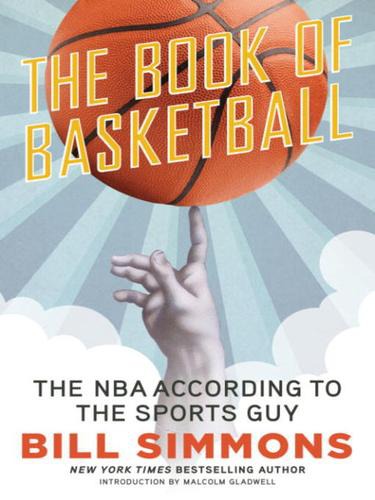 THE BOOK OF
BASKETBALL
THE NBA ACCORDING TO
THE SPORTS GUY
BILL SIMMONS
NEW YORK TIMES BESTSELLING AUTHOR
INTRODUCTION BY MALCOLM GLADWELL